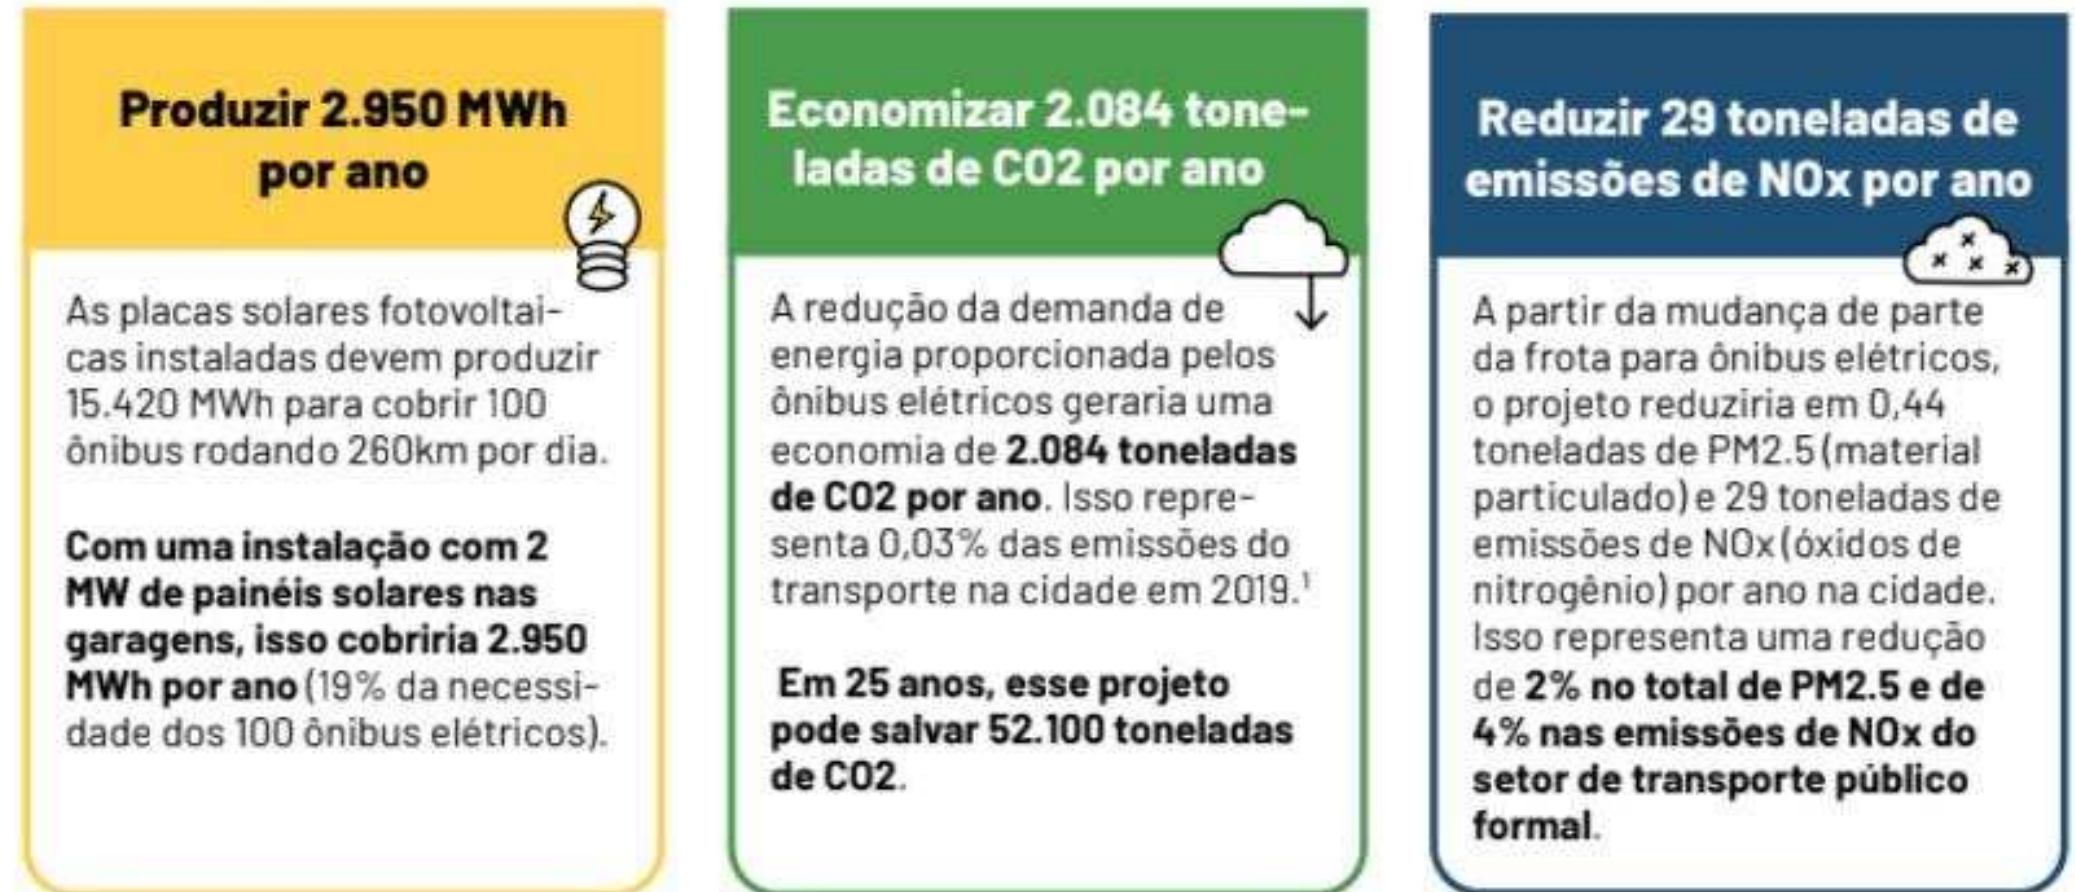 Produzir 2.950 MWh
por ano
As placas solares fotovoltai-
cas instaladas devem produzir
15.420 MWh para cobrir 100
ônibus rodando 260km por dia.
Com uma instalação com 2
MW de painéis solares nas
garagens, isso cobriria 2.950
MWh por ano (19% da necessi-
dade dos 100 ônibus elétricos).
Economizar 2.084 tone-
ladas de CO2 por ano
A redução da demanda de
energia proporcionada pelos
ônibus elétricos geraria uma
economia de 2.084 toneladas
de CO2 por ano. Isso repre-
senta 0,03% das emissões do
transporte na cidade em 2019.¹
Em 25 anos, esse projeto
pode salvar 52.100 toneladas
de CO2.
Reduzir 29 toneladas de
emissões de NOx por ano
A partir da mudança de parte
da frota para ônibus elétricos,
o projeto reduziria em 0,44
toneladas de PM2.5 (material
particulado) e 29 toneladas de
emissões de NOx (óxidos de
nitrogênio) por ano na cidade.
Isso representa uma redução
de 2% no total de PM2.5 e de
4% nas emissões de NOx do
setor de transporte público
formal.